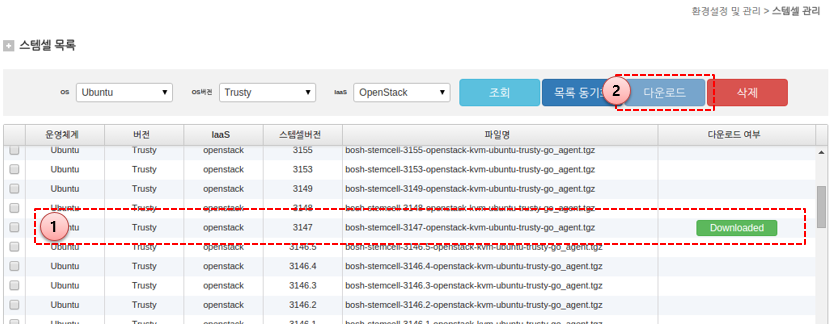 환경설정 및 관리 > 스템셀 관리
스템셀 목록
OS Ubuntu OS버전 Trusty IaaS OpenStack 조회 목록 동기 2 다운로드 삭제
운영체게 버전 IaaS 스템셀버전 파일명 다운로드 여부
Ubuntu Trusty openstack 3155 bosh-stemcell-3155-openstack-kvm-ubuntu-trusty-go_agent.tgz
Ubuntu Trusty openstack 3153 bosh-stemcell-3153-openstack-kvm-ubuntu-trusty-go_agent.tgz
Ubuntu Trusty openstack 3149 bosh-stemcell-3149-openstack-kvm-ubuntu-trusty-go_agent.tgz
Ubuntu Trusty openstack 3148 bosh-stemcell-3148-openstack-kvm-ubuntu-trusty-go_agent.tgz
1 Trusty openstack 3147 bosh-stemcell-3147-openstack-kvm-ubuntu-trusty-go_agent.tgz Downloaded
Ubuntu Trusty openstack 3146.5 bosh-stemcell-3146.5-openstack-kvm-ubuntu-trusty-go_agent.tgz
Ubuntu Trusty openstack 3146.4 bosh-stemcell-3146.4-openstack-kvm-ubuntu-trusty-go_agent.tgz
Ubuntu Trusty openstack 3146.3 bosh-stemcell-3146.3-openstack-kvm-ubuntu-trusty-go_agent.tgz
Ubuntu Trusty openstack 3146.2 bosh-stemcell-3146.2-openstack-kvm-ubuntu-trusty-go_agent.tgz
Ubuntu Trusty openstack 3146.1 bosh-stemcell-3146.1-openstack-kvm-ubuntu-trusty-go_agent.tgz